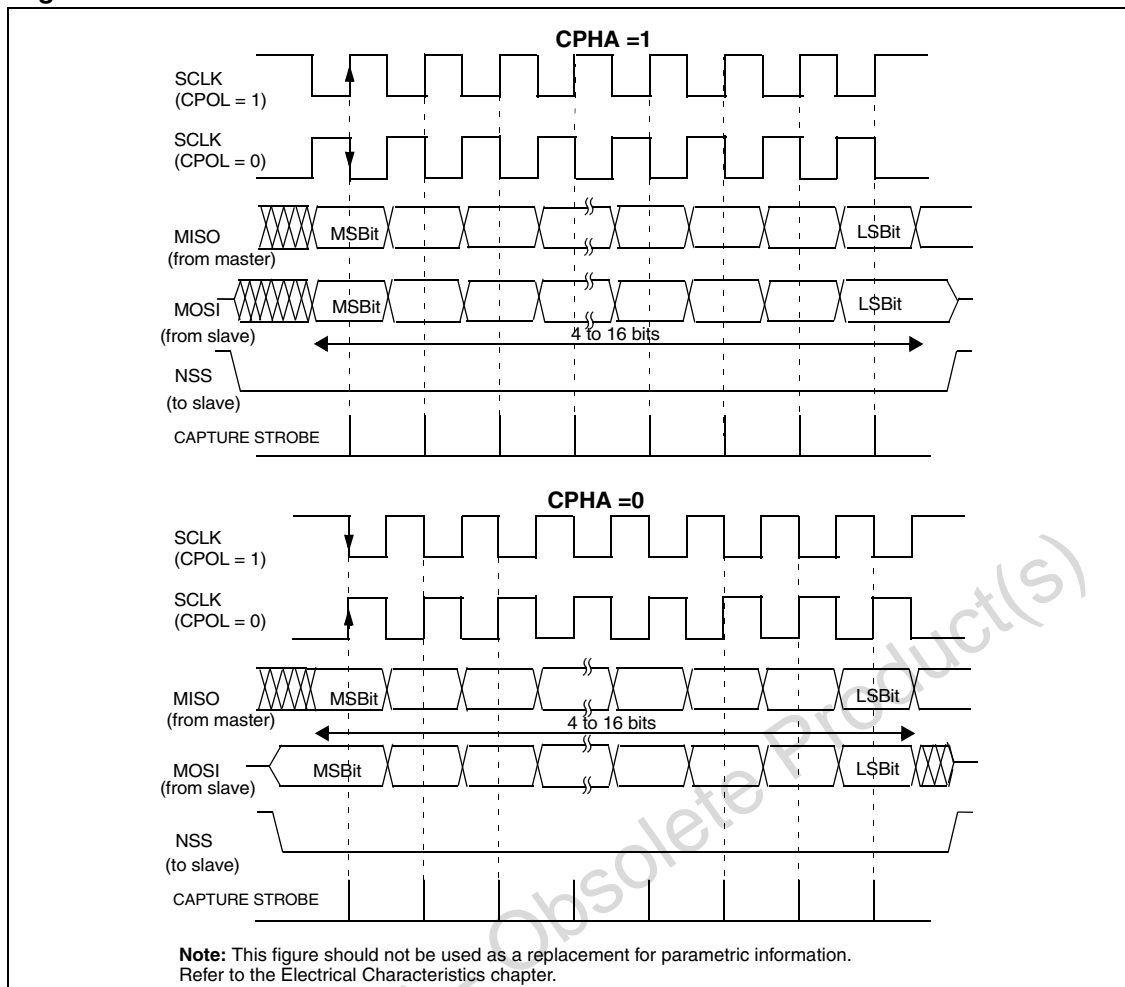 CPHA =1
SCLK
(CPOL = 1)
SCLK
(CPOL = 0)
MISO
(from master)
MSBit
LSBit
MOSI
(from slave)
MSBit
LSBit
4 to 16 bits
NSS
(to slave)
CAPTURE STROBE
CPHA =0
SCLK
(CPOL = 1)
SCLK
(CPOL = 0)
MISO
(from master)
MSBit
LSBit
4 to 16 bits
MOSI
(from slave)
MSBit
LSBit
NSS
(to slave)
CAPTURE STROBE
Note: This figure should not be used as a replacement for parametric information.
Refer to the Electrical Characteristics chapter.
Obsolete Product(s)